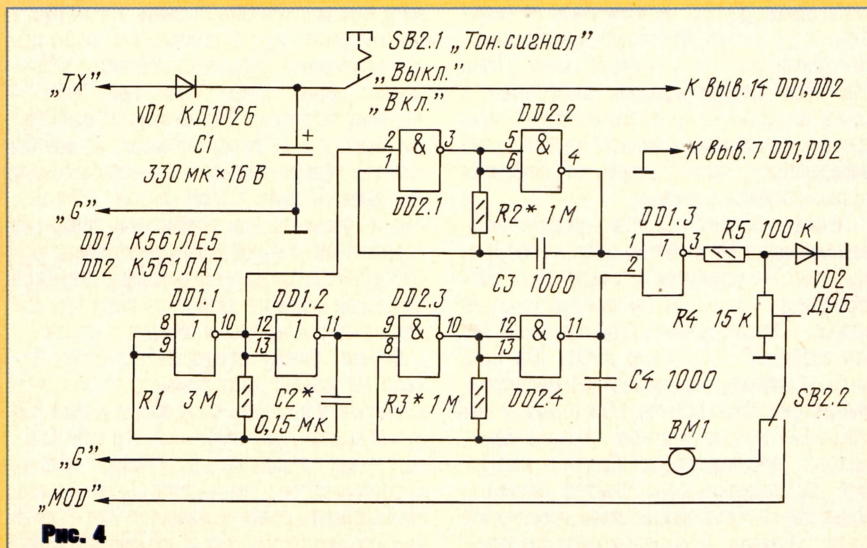 SB2.1 „Тон. сигнал”
„TX”
„Выкл.”
„Вкл.”
К выв. 14 DD1, DD2
VD1 КД102Б
C1
+
330 мк × 16 В
DD2.2
2
1
&
3
5
6
&
4
К выв. 7 DD1, DD2
DD2.1
„G”
R2* 1 М
DD1 К561ЛЕ5
DD2 К561ЛА7
C3 1000
DD1.3
1
2
1
3
R5 100 к
VD2
Д9Б
DD1.1
DD1.2
DD2.3
8
9
1
10
12
13
1
11
9
8
&
10
12
13
&
11
R4
15 к
R1 3 М
C2*
0,15 мк
R3* 1 М
DD2.4
C4 1000
SB2.2
BM1
„G”
„MOD”
Рис. 4